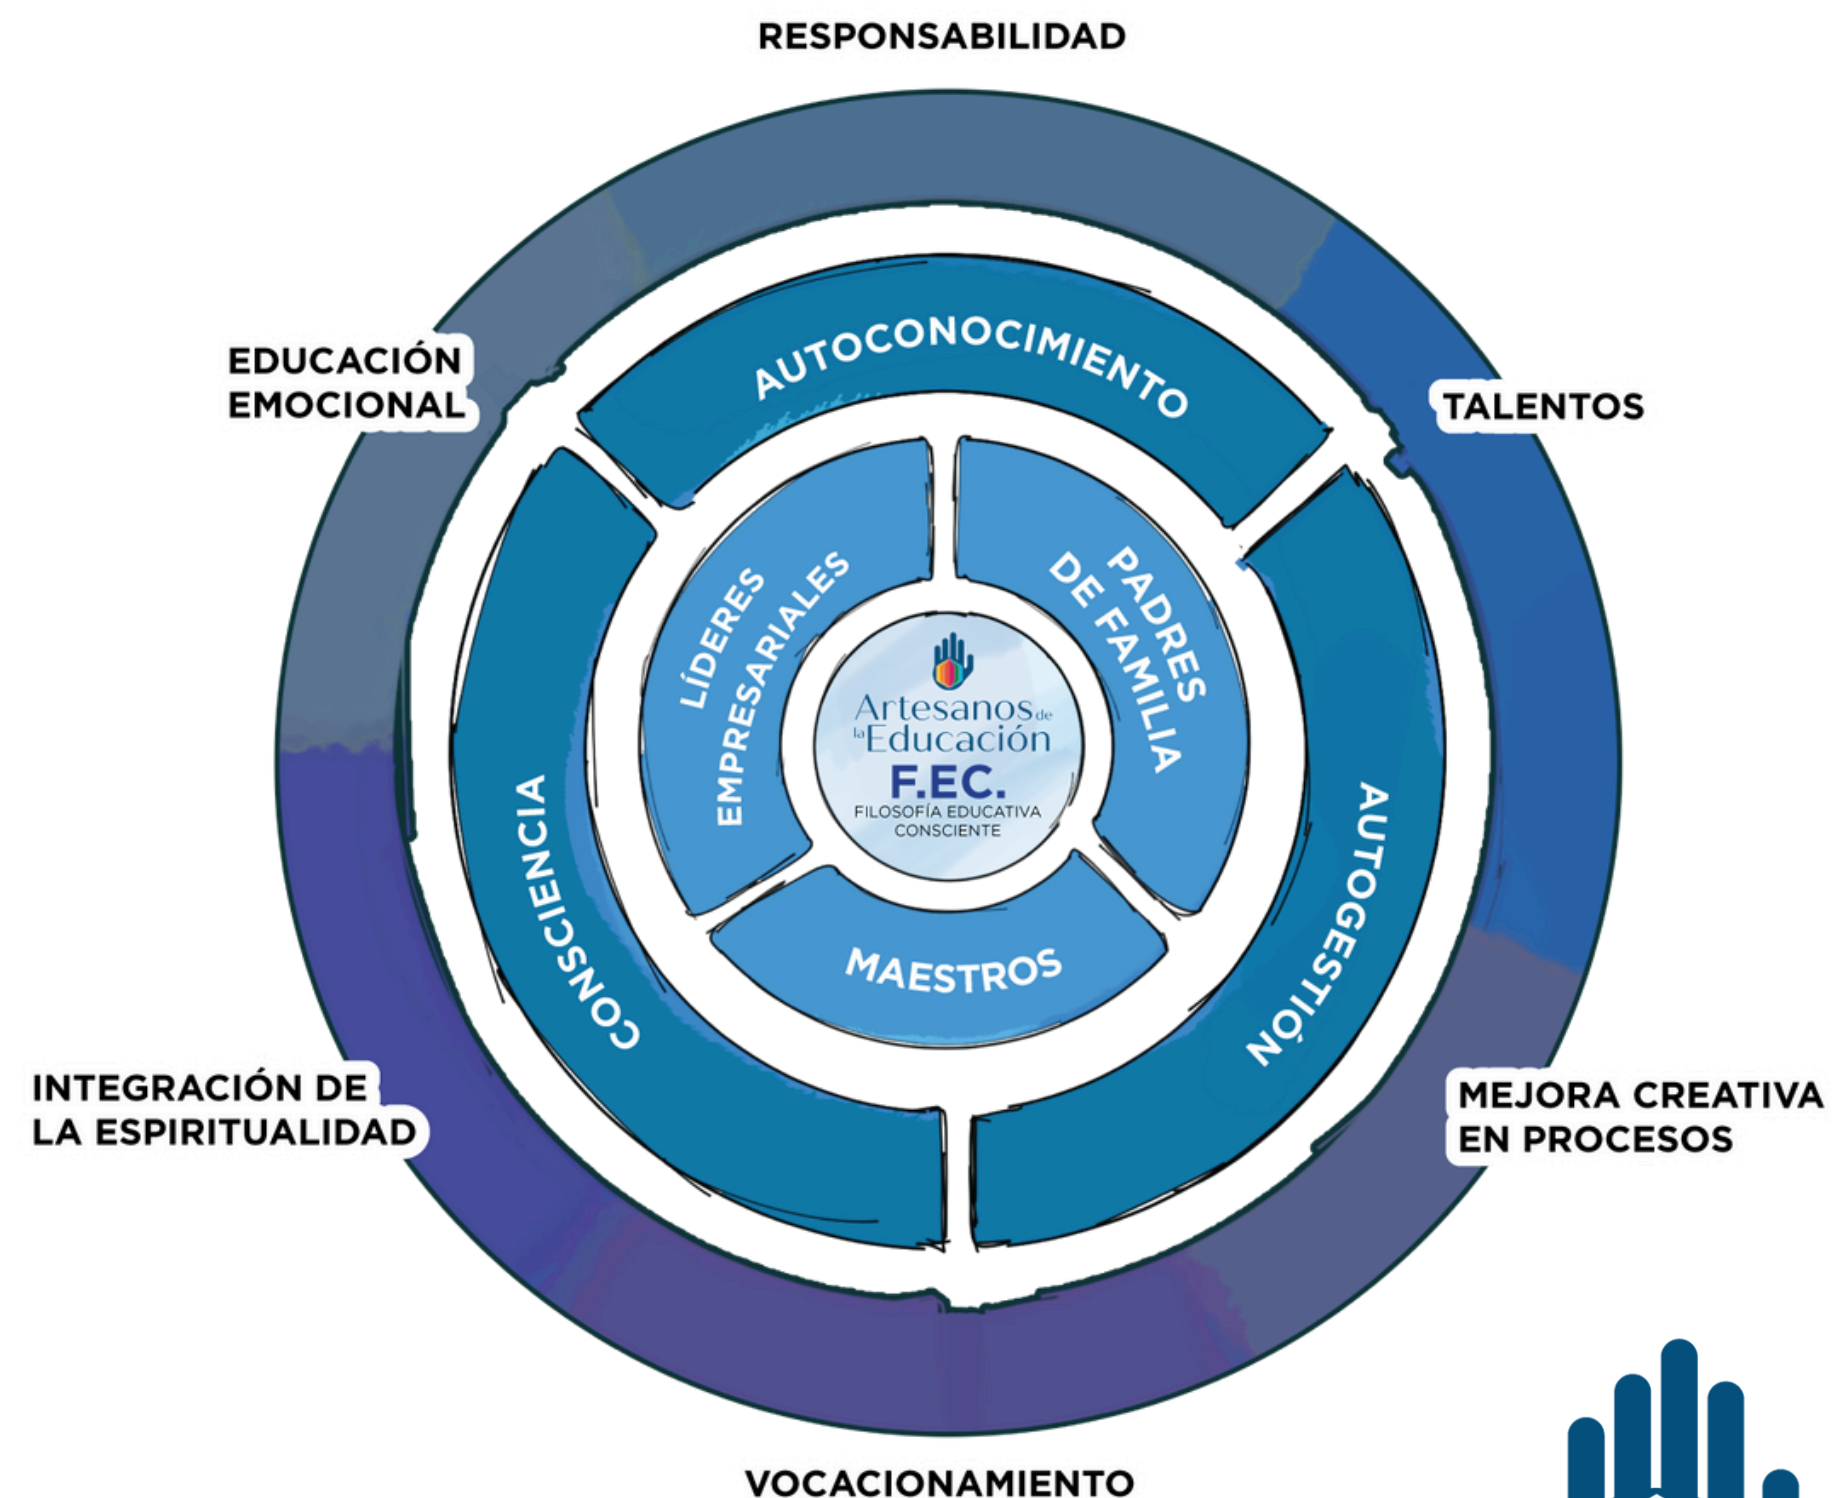 RESPONSABILIDAD
EDUCACIÓN
EMOCIONAL
TALENTOS
AUTOCONOCIMIENTO
LÍDERES
EMPRESARIALES
PADRES
DE FAMILIA
Artesanos de
la Educación
F.EC.
FILOSOFÍA EDUCATIVA
CONSCIENTE
CONSCIENCIA
AUTOGESTIÓN
MAESTROS
INTEGRACIÓN DE
LA ESPIRITUALIDAD
MEJORA CREATIVA
EN PROCESOS
VOCACIONAMIENTO